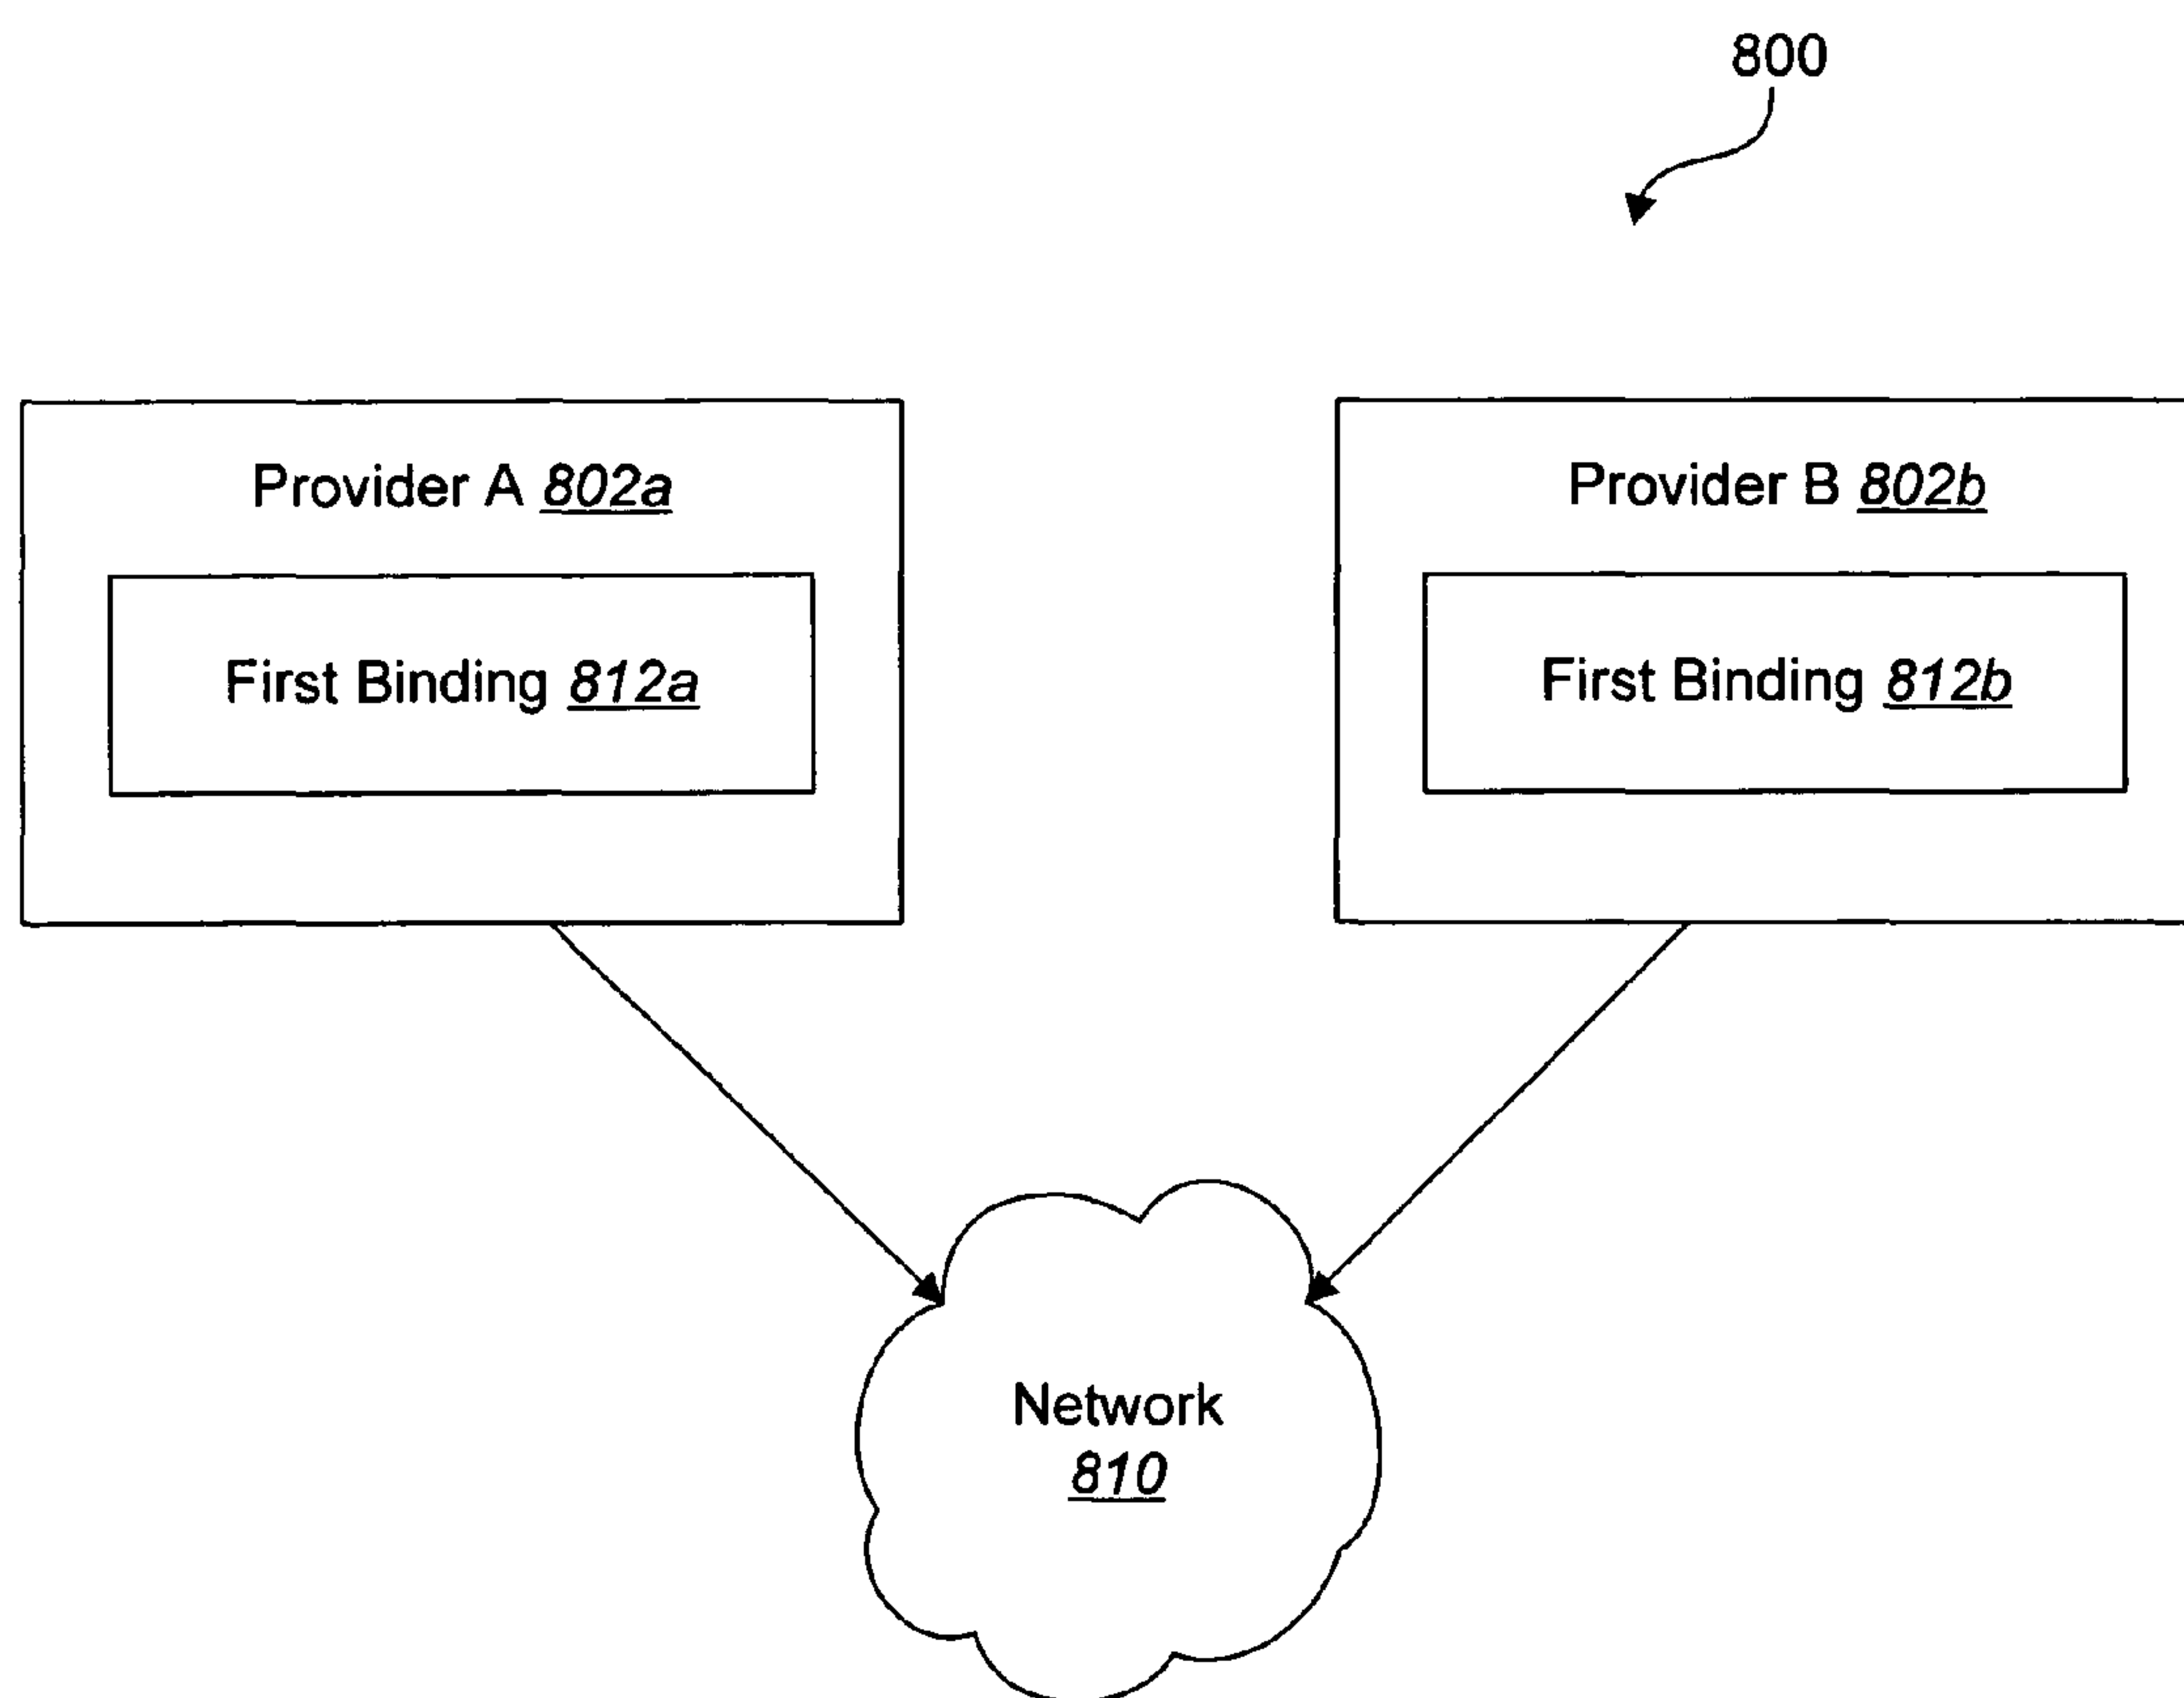 800
Provider A 802a
Provider B 802b
First Binding 812a
First Binding 812b
Network
810